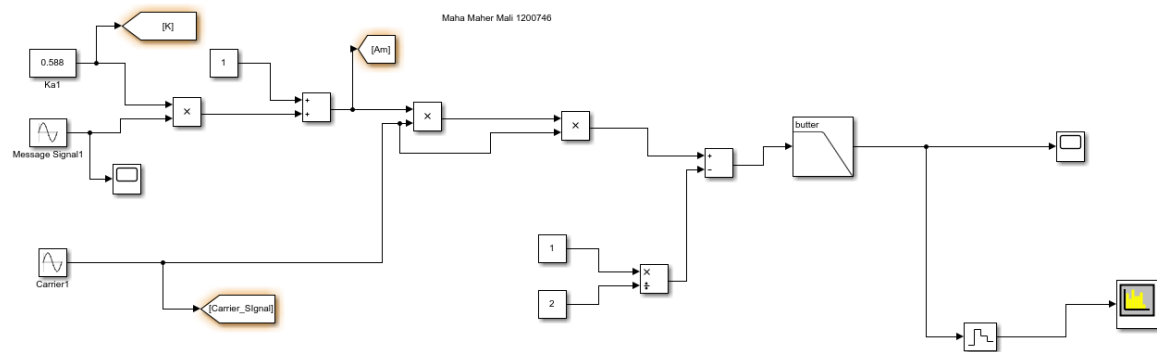 Maha Maher Mali 1200746
[K]
[Am]
0.588
Ka1
1
+
+
×
×
×
Message Signal1
butter
+
−
Carrier1
[Carrier_SIgnal]
1
2
×
÷